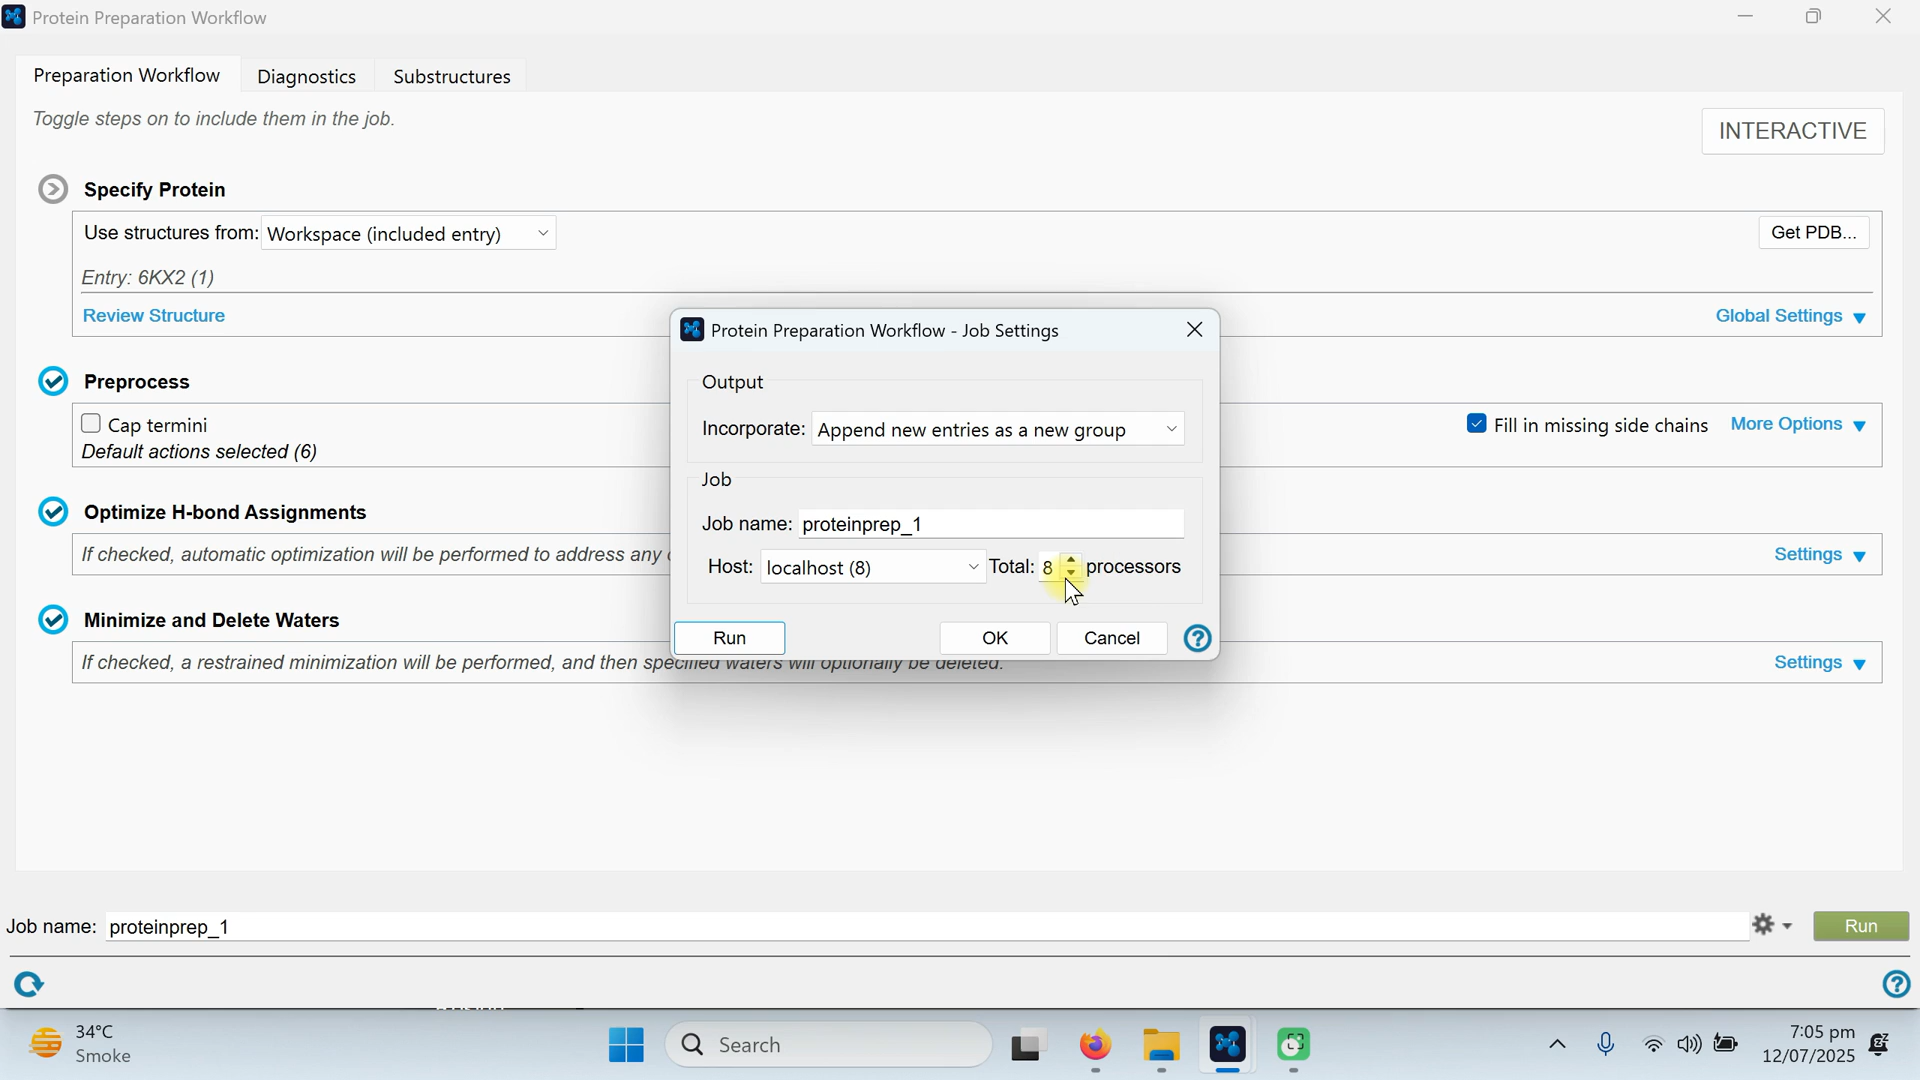 Protein Preparation Workflow
Preparation Workflow Diagnostics Substructures
Toggle steps on to include them in the job.
INTERACTIVE
Specify Protein
Use structures from: Workspace (included entry) Get PDB...
Entry: 6KX2 (1)
Review Structure Global Settings
Preprocess
Cap termini Fill in missing side chains More Options
Default actions selected (6)
Optimize H-bond Assignments
If checked, automatic optimization will be performed to address any Settings
Minimize and Delete Waters
If checked, a restrained minimization will be performed, and then specified waters will optionally be deleted. Settings
Protein Preparation Workflow - Job Settings
Output
Incorporate: Append new entries as a new group
Job
Job name: proteinprep_1
Host: localhost (8) Total: 8 processors
Run OK Cancel
Job name: proteinprep_1 Run
34°C
Smoke
Search
7:05 pm
12/07/2025